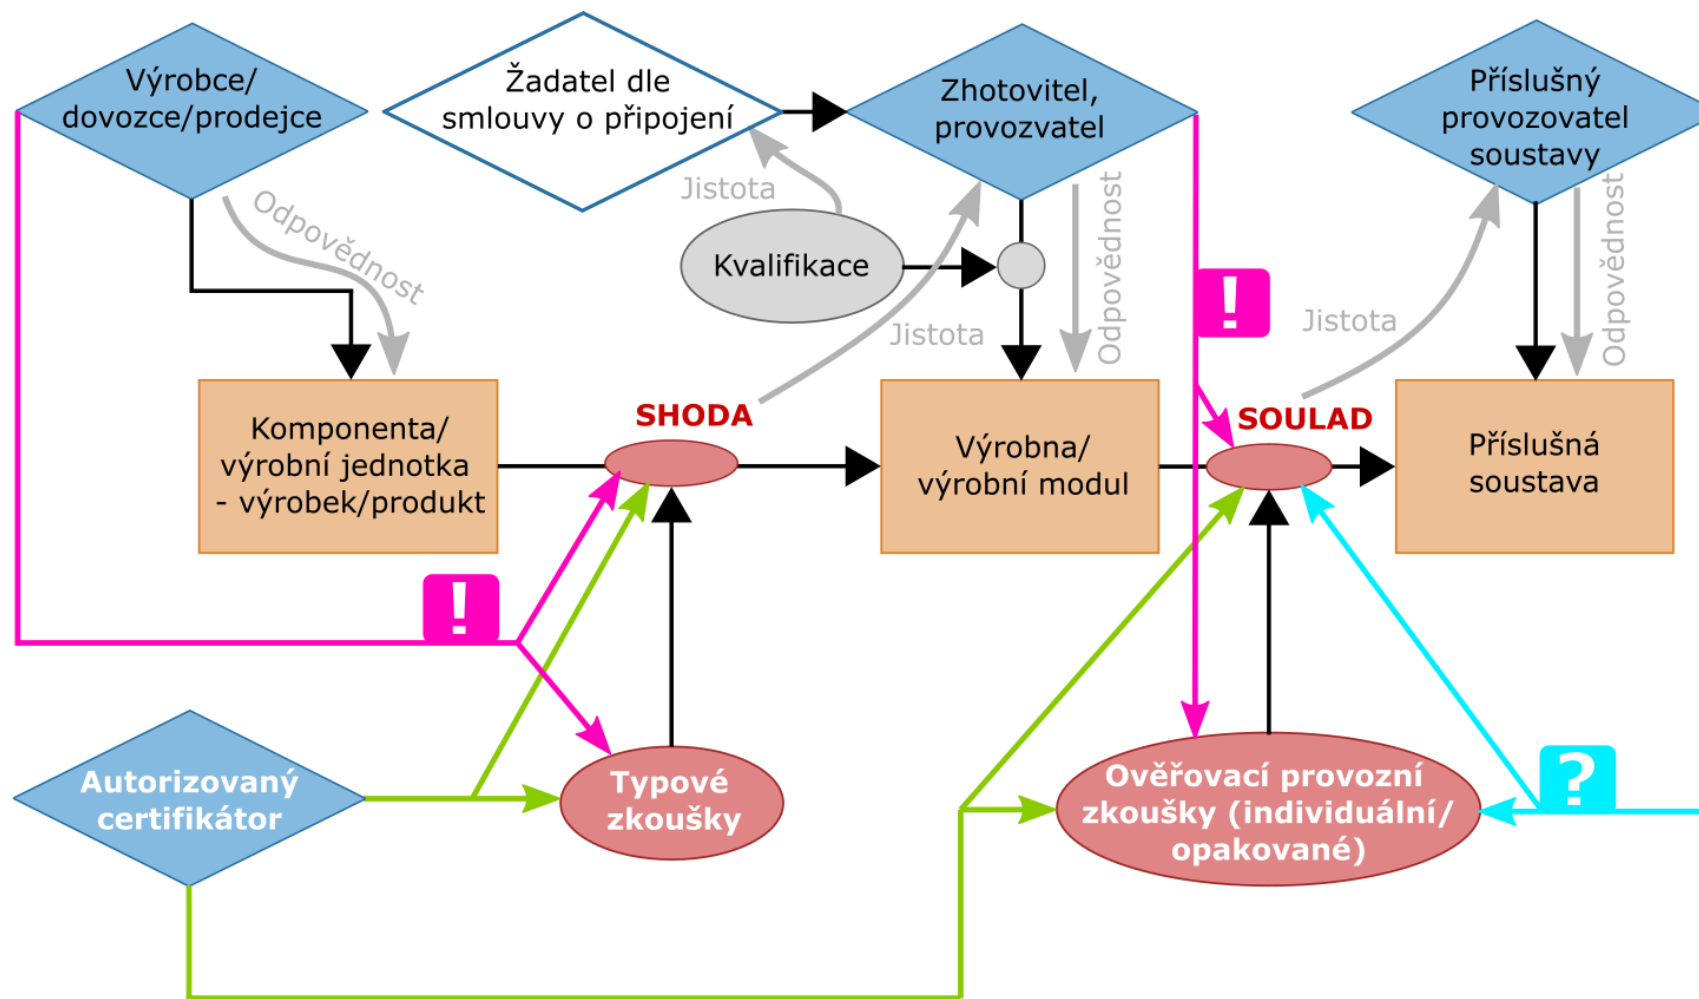 Výrobce/
dovozce/prodejce
Žadatel dle
smlouvy o připojení
Zhotovitel,
provozvatel
Příslušný
provozovatel
soustavy
Odpovědnost
Jistota
Kvalifikace
Jistota
Odpovědnost
!
Jistota
Odpovědnost
Komponenta/
výrobní jednotka
- výrobek/produkt
SHODA
Výrobna/
výrobní modul
SOULAD
Příslušná
soustava
!
Autorizovaný
certifikátor
Typové
zkoušky
Ověřovací provozní
zkoušky (individuální/
opakované)
?